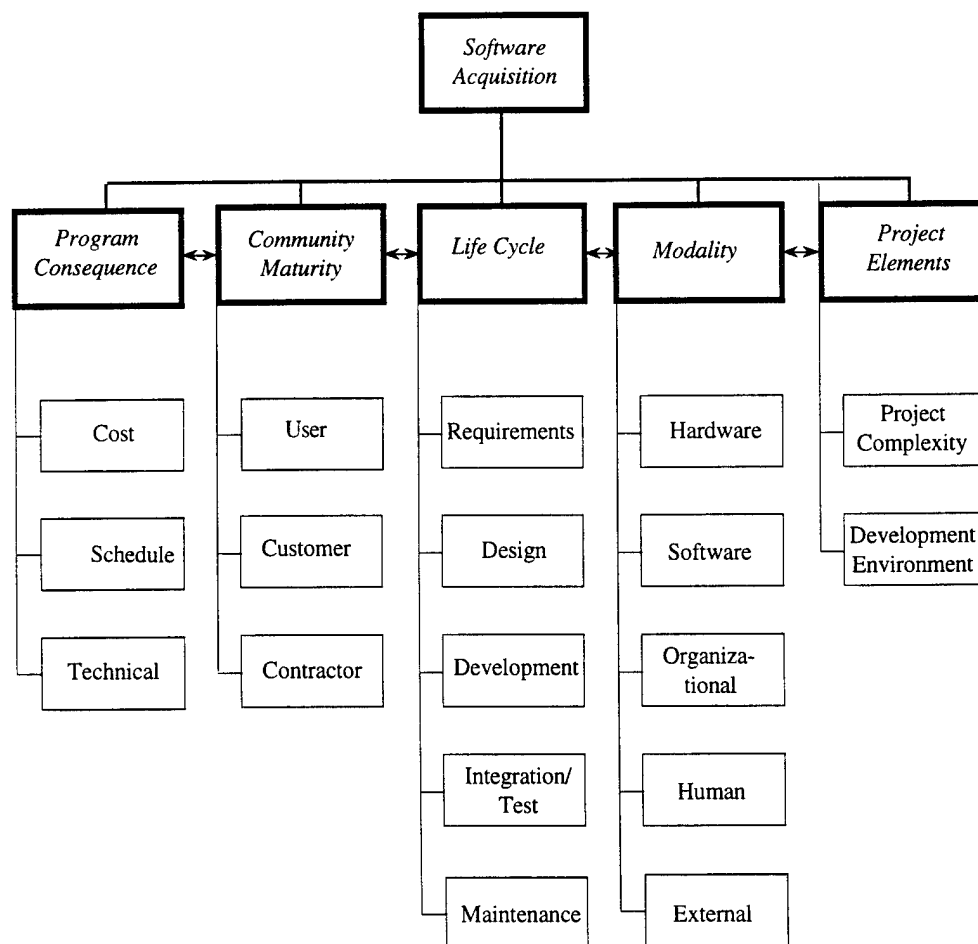 Software
Acquisition
Program
Consequence
Community
Maturity
Life Cycle
Modality
Project
Elements
Cost
Schedule
Technical
User
Customer
Contractor
Requirements
Design
Development
Integration/
Test
Maintenance
Hardware
Software
Organiza-
tional
Human
External
Project
Complexity
Development
Environment